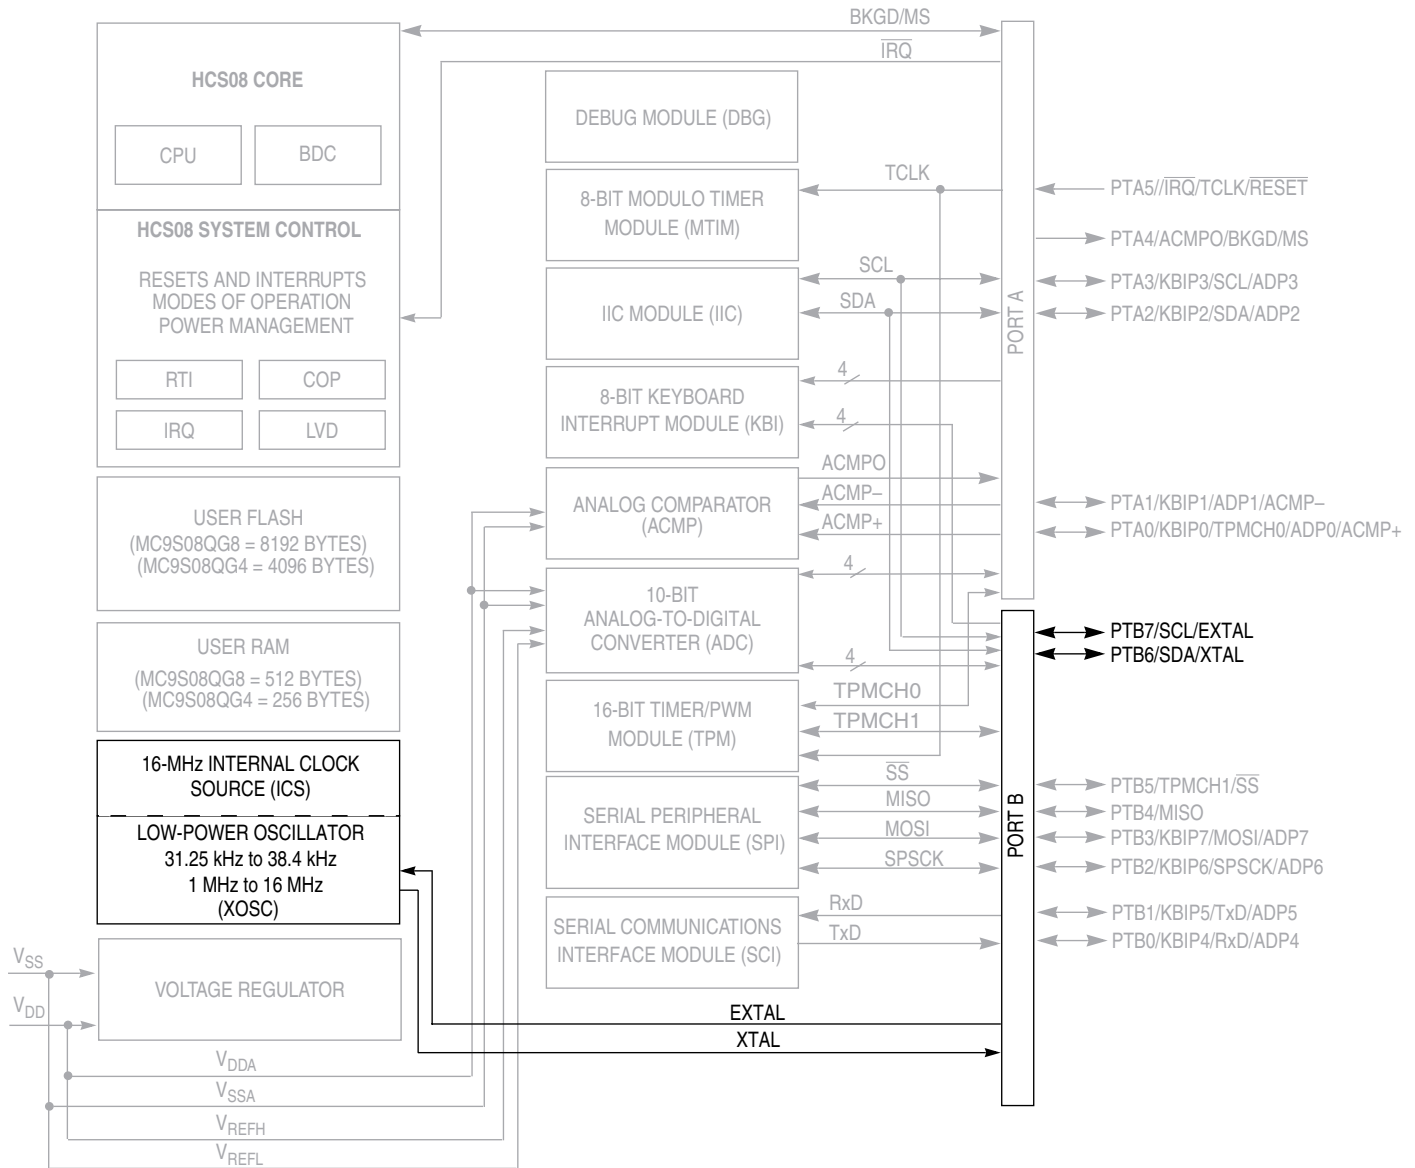 BKGD/MS
IRQ
HCS08 CORE
CPU
BDC
HCS08 SYSTEM CONTROL
RESETS AND INTERRUPTS
MODES OF OPERATION
POWER MANAGEMENT
RTI
COP
IRQ
LVD
USER FLASH
(MC9S08QG8 = 8192 BYTES)
(MC9S08QG4 = 4096 BYTES)
USER RAM
(MC9S08QG8 = 512 BYTES)
(MC9S08QG4 = 256 BYTES)
16-MHz INTERNAL CLOCK
SOURCE (ICS)
LOW-POWER OSCILLATOR
31.25 kHz to 38.4 kHz
1 MHz to 16 MHz
(XOSC)
VOLTAGE REGULATOR
VSS
VDD
VDDA
VSSA
VREFH
VREFL
DEBUG MODULE (DBG)
8-BIT MODULO TIMER
MODULE (MTIM)
TCLK
IIC MODULE (IIC)
SCL
SDA
8-BIT KEYBOARD
INTERRUPT MODULE (KBI)
4
4
ANALOG COMPARATOR
(ACMP)
ACMPO
ACMP–
ACMP+
10-BIT
ANALOG-TO-DIGITAL
CONVERTER (ADC)
4
4
16-BIT TIMER/PWM
MODULE (TPM)
TPMCH0
TPMCH1
SERIAL PERIPHERAL
INTERFACE MODULE (SPI)
SS
MISO
MOSI
SPSCK
SERIAL COMMUNICATIONS
INTERFACE MODULE (SCI)
RxD
TxD
EXTAL
XTAL
PORT A
PORT B
PTA5//IRQ/TCLK/RESET
PTA4/ACMPO/BKGD/MS
PTA3/KBIP3/SCL/ADP3
PTA2/KBIP2/SDA/ADP2
PTA1/KBIP1/ADP1/ACMP–
PTA0/KBIP0/TPMCH0/ADP0/ACMP+
PTB7/SCL/EXTAL
PTB6/SDA/XTAL
PTB5/TPMCH1/SS
PTB4/MISO
PTB3/KBIP7/MOSI/ADP7
PTB2/KBIP6/SPSCK/ADP6
PTB1/KBIP5/TxD/ADP5
PTB0/KBIP4/RxD/ADP4